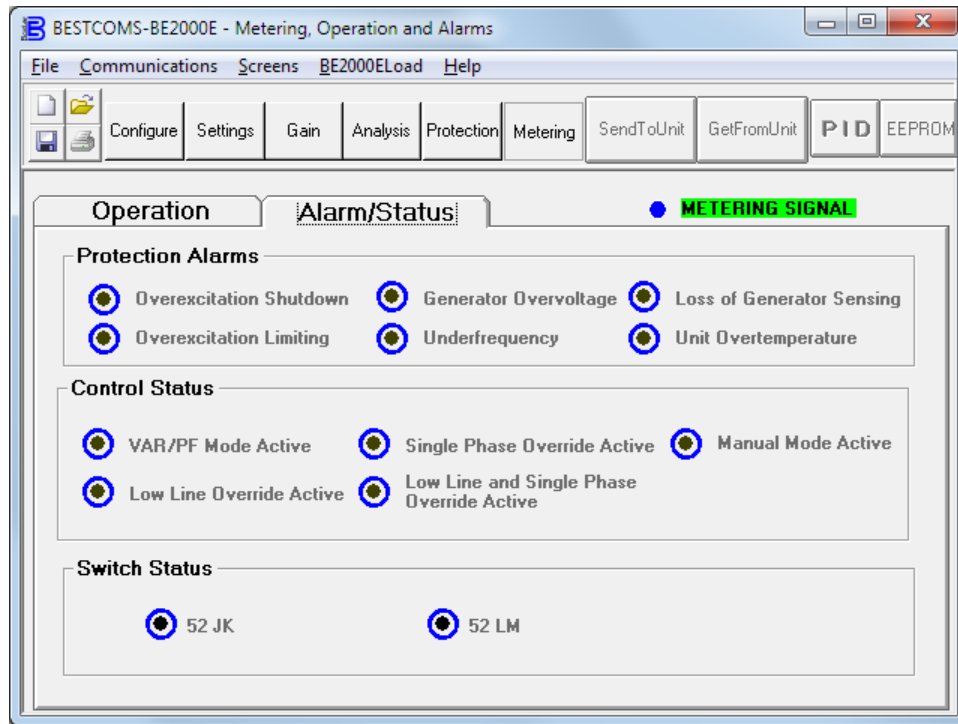 BESTCOMS-BE2000E - Metering, Operation and Alarms
File Communications Screens BE2000ELoad Help
Configure Settings Gain Analysis Protection Metering SendToUnit GetFromUnit PID EEPROM
Operation Alarm/Status METERING SIGNAL
Protection Alarms
Overexcitation Shutdown Generator Overvoltage Loss of Generator Sensing
Overexcitation Limiting Underfrequency Unit Overtemperature
Control Status
VAR/PF Mode Active Single Phase Override Active Manual Mode Active
Low Line Override Active Low Line and Single Phase
Override Active
Switch Status
52 JK 52 LM